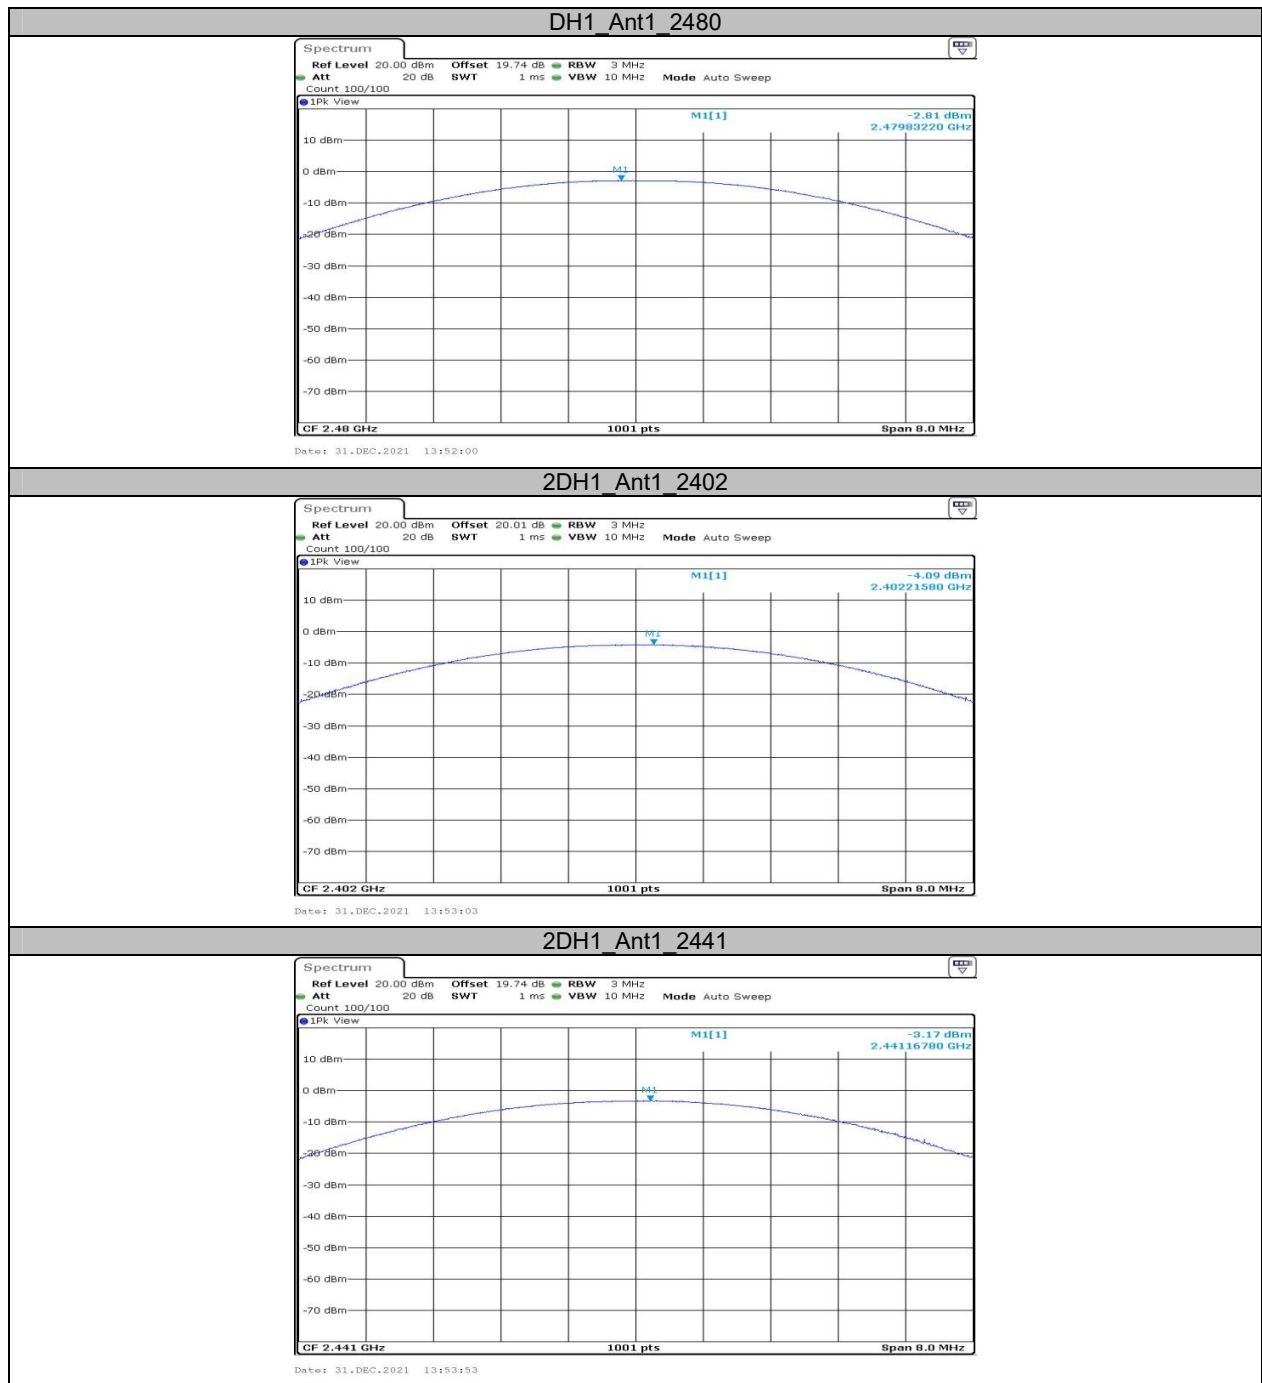 DH1_Ant1_2480
Spectrum
Ref Level 20.00 dBm Offset 19.74 dB RBW 3 MHz
Att 20 dB SWT 1 ms VBW 10 MHz Mode Auto Sweep
Count 100/100
1Pk View
M1[1] -2.81 dBm
2.47983220 GHz
10 dBm
M1
0 dBm
-10 dBm
-20 dBm
-30 dBm
-40 dBm
-50 dBm
-60 dBm
-70 dBm
CF 2.48 GHz 1001 pts Span 8.0 MHz
Date: 31.DEC.2021 13:52:00
2DH1_Ant1_2402
Spectrum
Ref Level 20.00 dBm Offset 20.01 dB RBW 3 MHz
Att 20 dB SWT 1 ms VBW 10 MHz Mode Auto Sweep
Count 100/100
1Pk View
M1[1] -4.09 dBm
2.40221580 GHz
10 dBm
0 dBm
M1
-10 dBm
-20 dBm
-30 dBm
-40 dBm
-50 dBm
-60 dBm
-70 dBm
CF 2.402 GHz 1001 pts Span 8.0 MHz
Date: 31.DEC.2021 13:53:03
2DH1_Ant1_2441
Spectrum
Ref Level 20.00 dBm Offset 19.74 dB RBW 3 MHz
Att 20 dB SWT 1 ms VBW 10 MHz Mode Auto Sweep
Count 100/100
1Pk View
M1[1] -3.17 dBm
2.44116780 GHz
10 dBm
0 dBm M1
-10 dBm
-20 dBm
-30 dBm
-40 dBm
-50 dBm
-60 dBm
-70 dBm
CF 2.441 GHz 1001 pts Span 8.0 MHz
Date: 31.DEC.2021 13:53:53